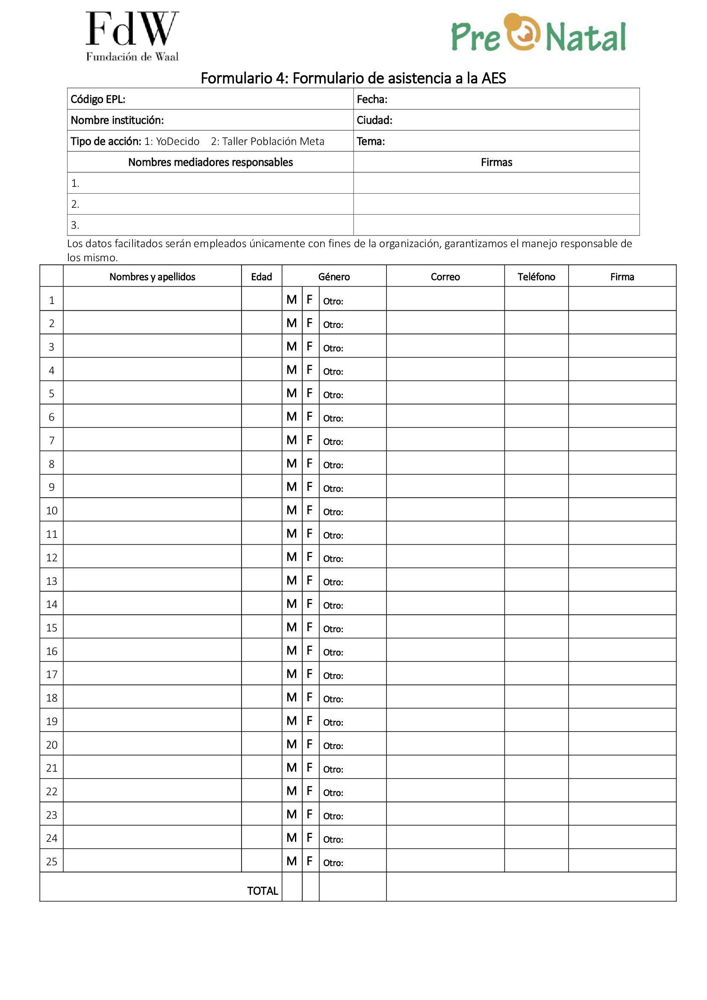 FdW
Fundación de Waal
Pre Natal
Formulario 4: Formulario de asistencia a la AES
Código EPL: Fecha:
Nombre institución: Ciudad:
Tipo de acción: 1: YoDecido 2: Taller Población Meta Tema:
Nombres mediadores responsables Firmas
1.
2.
3.
Los datos facilitados serán empleados únicamente con fines de la organización, garantizamos el manejo responsable de
los mismo.
Nombres y apellidos Edad Género Correo Teléfono Firma
1 M F Otro:
2 M F Otro:
3 M F Otro:
4 M F Otro:
5 M F Otro:
6 M F Otro:
7 M F Otro:
8 M F Otro:
9 M F Otro:
10 M F Otro:
11 M F Otro:
12 M F Otro:
13 M F Otro:
14 M F Otro:
15 M F Otro:
16 M F Otro:
17 M F Otro:
18 M F Otro:
19 M F Otro:
20 M F Otro:
21 M F Otro:
22 M F Otro:
23 M F Otro:
24 M F Otro:
25 M F Otro:
TOTAL